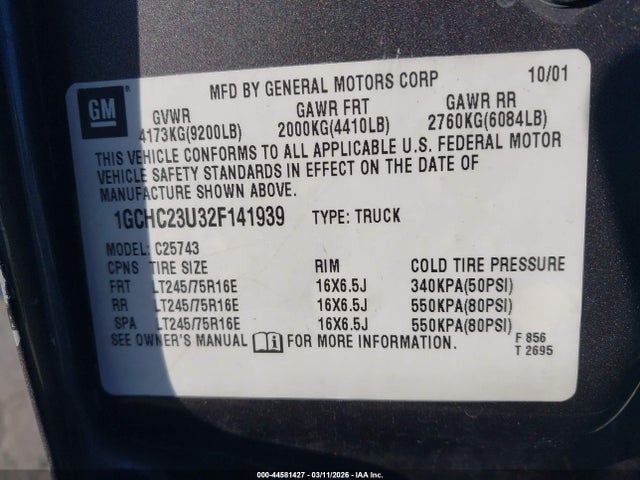 MFD BY GENERAL MOTORS CORP 10/01
GM
GVWR GAWR FRT GAWR RR
4173KG(9200LB) 2000KG(4410LB) 2760KG(6084LB)
THIS VEHICLE CONFORMS TO ALL APPLICABLE U.S. FEDERAL MOTOR
VEHICLE SAFETY STANDARDS IN EFFECT ON THE DATE OF
MANUFACTURE SHOWN ABOVE.
1GCHC23U32F141939 TYPE: TRUCK
MODEL: C25743
CPNS TIRE SIZE RIM COLD TIRE PRESSURE
FRT LT245/75R16E 16X6.5J 340KPA(50PSI)
RR LT245/75R16E 16X6.5J 550KPA(80PSI)
SPA LT245/75R16E 16X6.5J 550KPA(80PSI)
SEE OWNER'S MANUAL FOR MORE INFORMATION.
F 856
T 2695
000-44581427 | 03/11/2026 | IAA Inc.